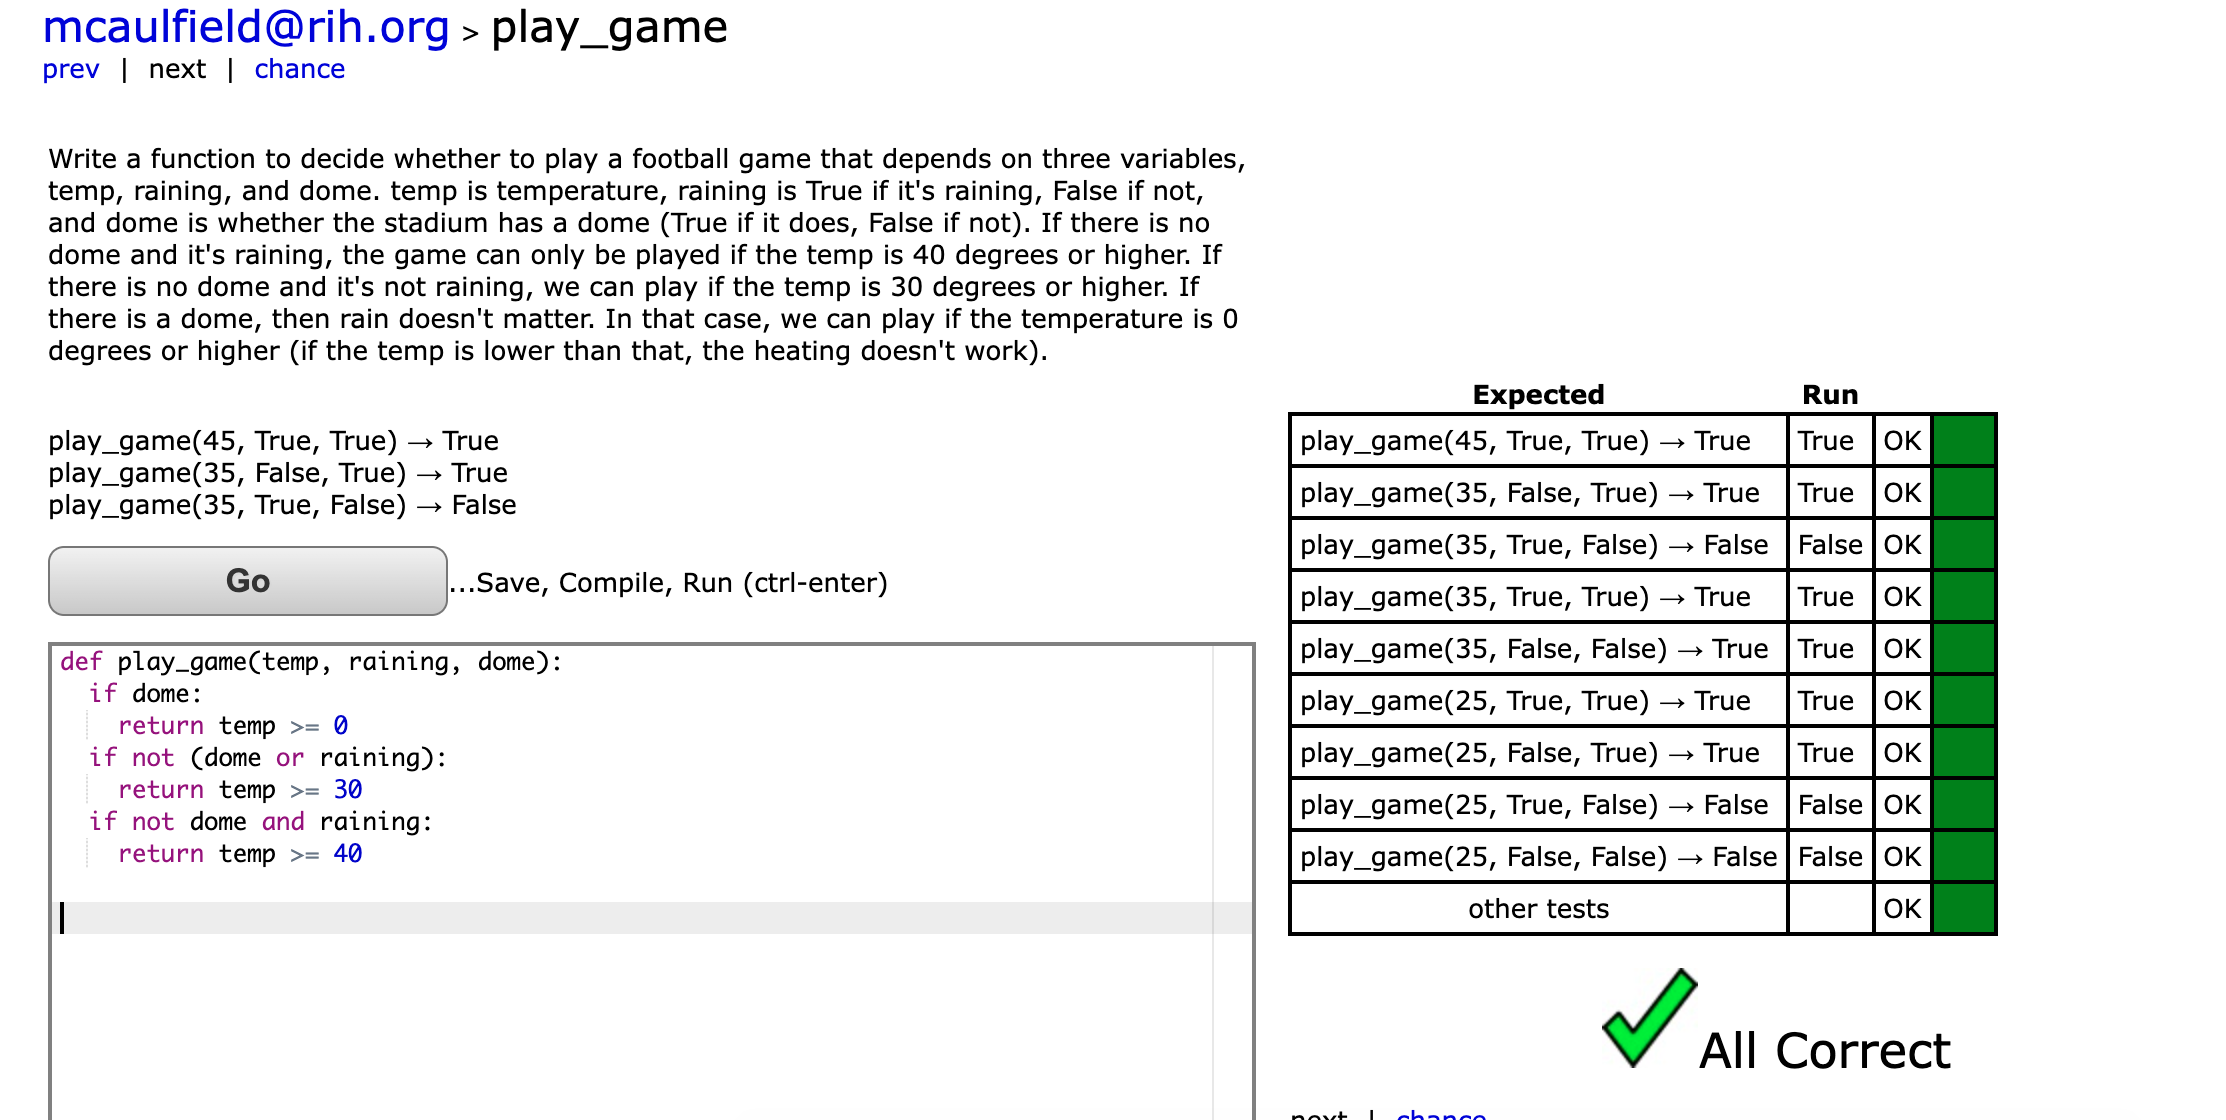 mcaulfield@rih.org > play_game
prev | next | chance
Write a function to decide whether to play a football game that depends on three variables,
temp, raining, and dome. temp is temperature, raining is True if it's raining, False if not,
and dome is whether the stadium has a dome (True if it does, False if not). If there is no
dome and it's raining, the game can only be played if the temp is 40 degrees or higher. If
there is no dome and it's not raining, we can play if the temp is 30 degrees or higher. If
there is a dome, then rain doesn't matter. In that case, we can play if the temperature is 0
degrees or higher (if the temp is lower than that, the heating doesn't work).
play_game(45, True, True) → True
play_game(35, False, True) → True
play_game(35, True, False) → False
Go ...Save, Compile, Run (ctrl-enter)
def play_game(temp, raining, dome):
  if dome:
    return temp >= 0
  if not (dome or raining):
    return temp >= 30
  if not dome and raining:
    return temp >= 40
Expected Run
play_game(45, True, True) → True True OK
play_game(35, False, True) → True True OK
play_game(35, True, False) → False False OK
play_game(35, True, True) → True True OK
play_game(35, False, False) → True True OK
play_game(25, True, True) → True True OK
play_game(25, False, True) → True True OK
play_game(25, True, False) → False False OK
play_game(25, False, False) → False False OK
other tests OK
All Correct
next | chance